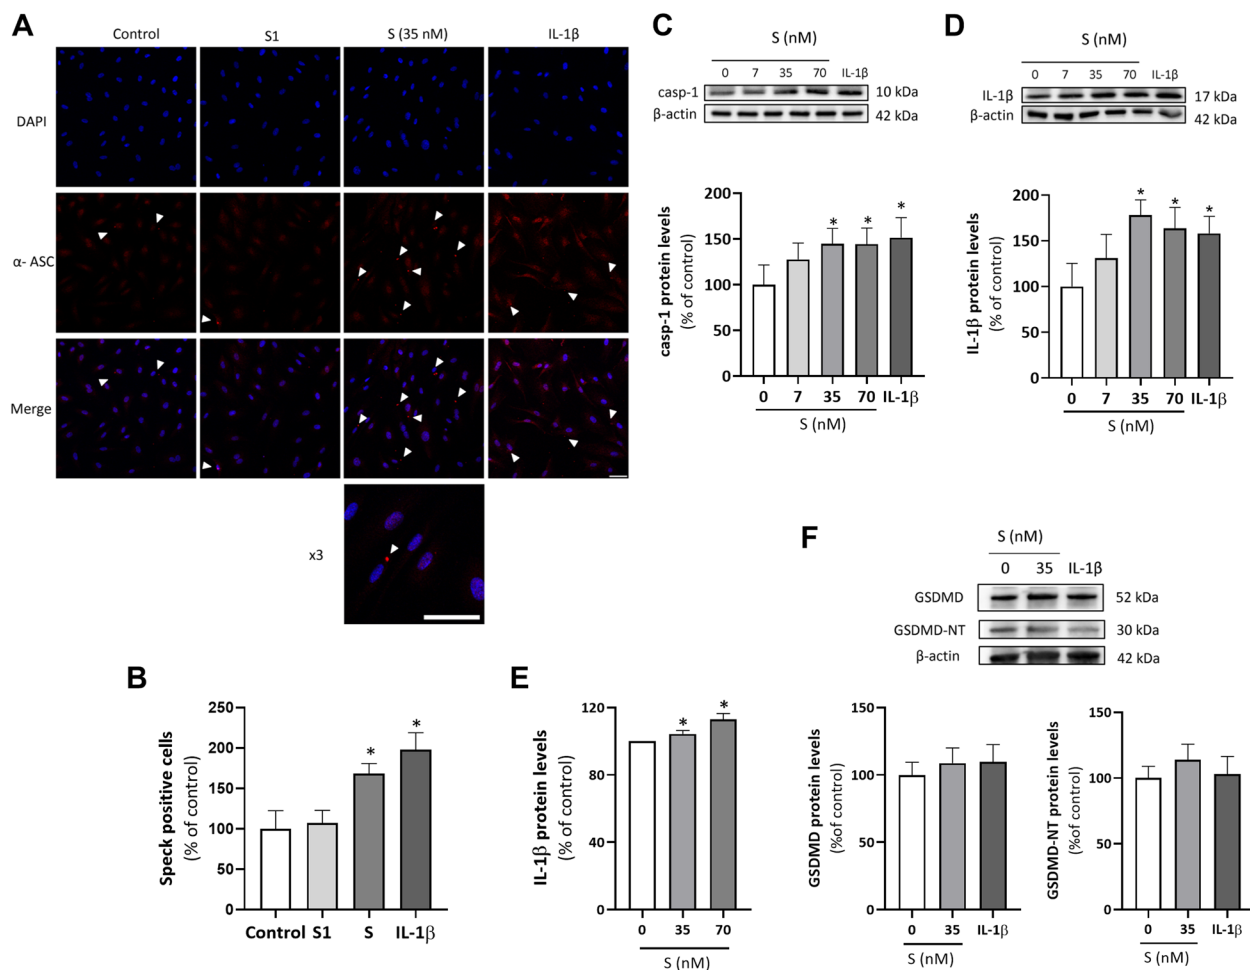 A
Control S1 S (35 nM) IL-1β
DAPI
α- ASC
Merge
x3
B
Speck positive cells
(% of control)
250
200
150
100
50
0
Control S1 S IL-1β
* *
C
S (nM)
0 7 35 70 IL-1β
casp-1 10 kDa
β-actin 42 kDa
casp-1 protein levels
(% of control)
200
150
100
50
0
* * *
0 7 35 70 IL-1β
S (nM)
D
S (nM)
0 7 35 70 IL-1β
IL-1β 17 kDa
β-actin 42 kDa
IL-1β protein levels
(% of control)
200
150
100
50
0
* * *
0 7 35 70 IL-1β
S (nM)
E
IL-1β protein levels
(% of control)
120
80
40
0
* *
0 35 70
S (nM)
F
S (nM)
0 35 IL-1β
GSDMD 52 kDa
GSDMD-NT 30 kDa
β-actin 42 kDa
GSDMD protein levels
(%of control)
150
100
50
0
0 35 IL-1β
S (nM)
GSDMD-NT protein levels
(%of control)
150
100
50
0
0 35 IL-1β
S (nM)